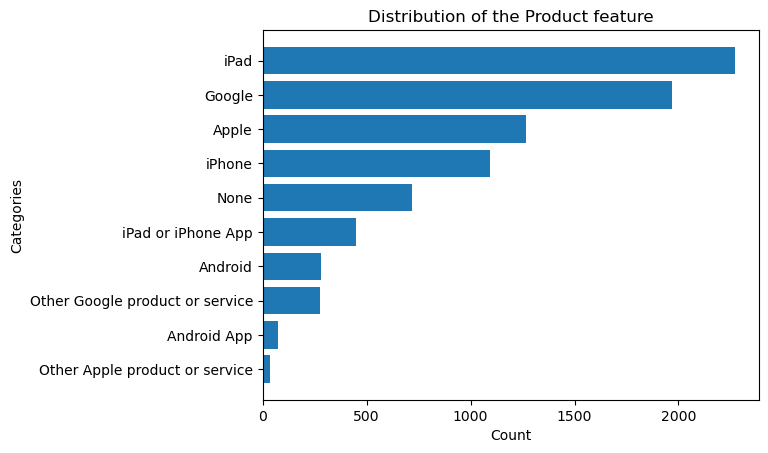 Distribution of the Product feature
Categories
iPad
Google
Apple
iPhone
None
iPad or iPhone App
Android
Other Google product or service
Android App
Other Apple product or service
0 500 1000 1500 2000
Count